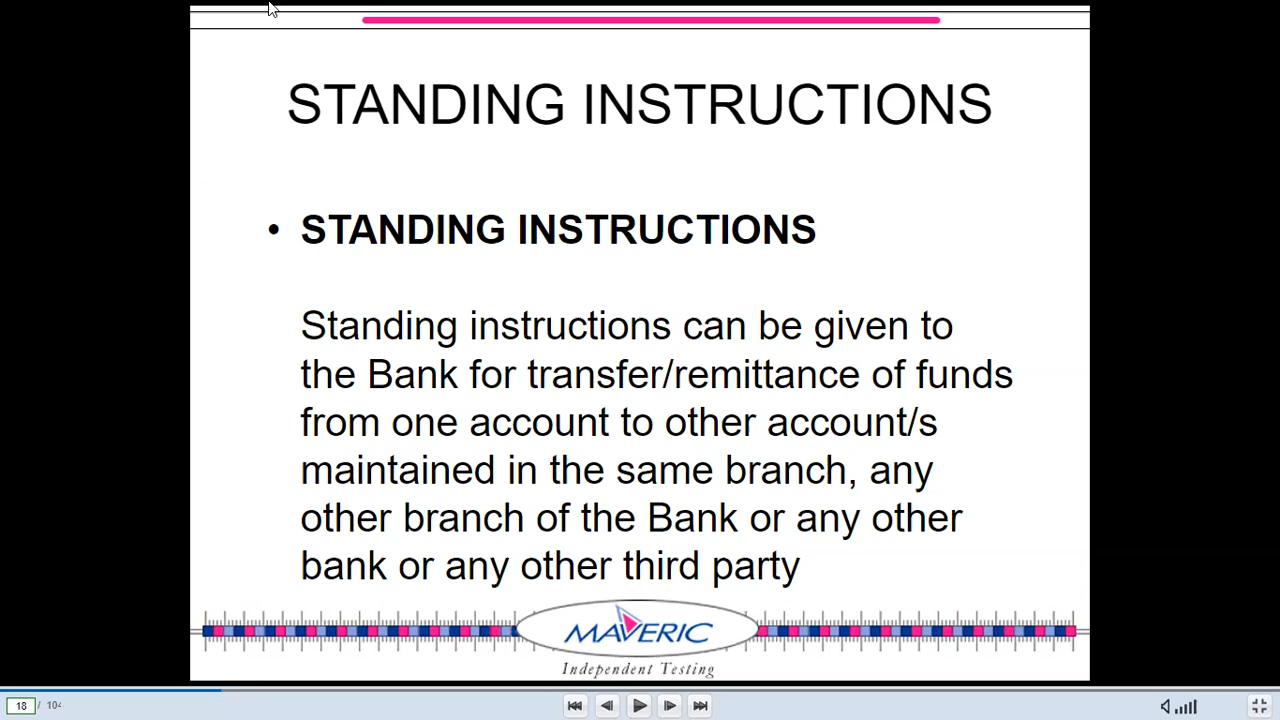 STANDING INSTRUCTIONS
• STANDING INSTRUCTIONS
Standing instructions can be given to
the Bank for transfer/remittance of funds
from one account to other account/s
maintained in the same branch, any
other branch of the Bank or any other
bank or any other third party
MAVERIC
Independent Testing
18 / 104